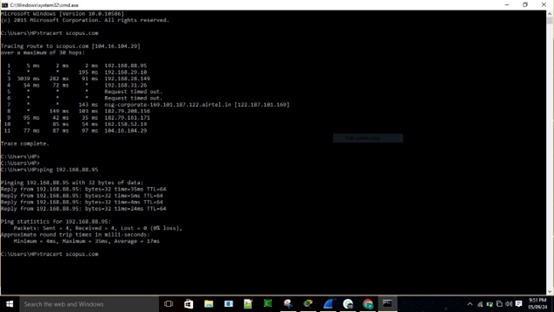 C:\Windows\system32\cmd.exe
Microsoft Windows [Version 10.0.10586]
(c) 2015 Microsoft Corporation. All rights reserved.
C:\Users\HP>tracert scopus.com
Tracing route to scopus.com [104.16.104.29]
over a maximum of 30 hops:
1 5 ms 2 ms 2 ms 192.168.88.95
2 * * 195 ms 192.168.29.10
3 3039 ms 282 ms 91 ms 192.168.28.149
4 54 ms 72 ms * 192.168.31.26
5 * * * Request timed out.
6 * * * Request timed out.
7 * * 143 ms nsg-corporate-169.101.187.122.airtel.in [122.187.101.169]
8 * 149 ms 103 ms 182.79.208.156
9 95 ms 42 ms 35 ms 182.79.161.171
10 * 85 ms 54 ms 162.158.52.19
11 77 ms 87 ms 97 ms 104.16.104.29
Trace complete.
C:\Users\HP>
C:\Users\HP>
C:\Users\HP>ping 192.168.88.95
Pinging 192.168.88.95 with 32 bytes of data:
Reply from 192.168.88.95: bytes=32 time=35ms TTL=64
Reply from 192.168.88.95: bytes=32 time=5ms TTL=64
Reply from 192.168.88.95: bytes=32 time=4ms TTL=64
Reply from 192.168.88.95: bytes=32 time=24ms TTL=64
Ping statistics for 192.168.88.95:
Packets: Sent = 4, Received = 4, Lost = 0 (0% loss),
Approximate round trip times in milli-seconds:
Minimum = 4ms, Maximum = 35ms, Average = 17ms
C:\Users\HP>tracert scopus.com
Search the web and Windows
9:51 PM
05/09/24